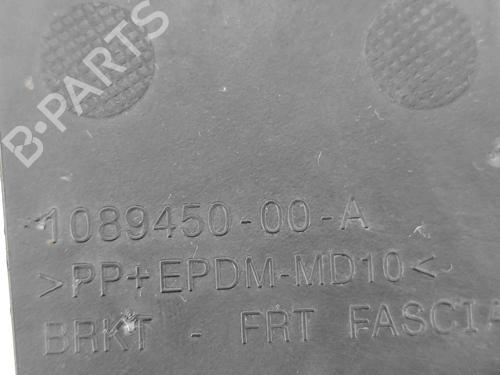 B-PARTS
1089450-00-A
>PP+EPDM-MD10<
BRKT - FRT FASCIA